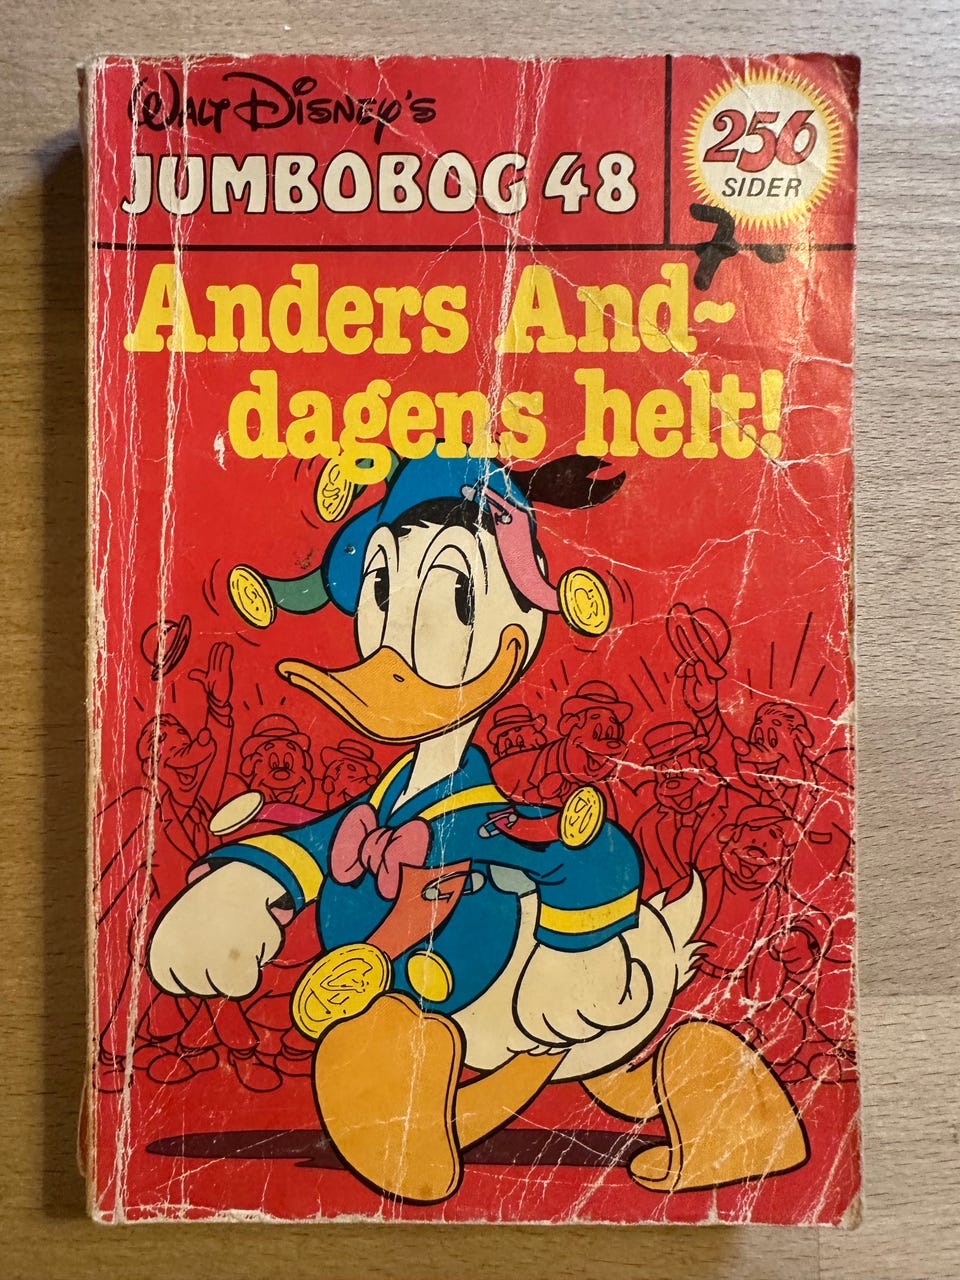 WALT DISNEY'S
JUMBOBOG 48
256
SIDER
7-
Anders And-
dagens helt!